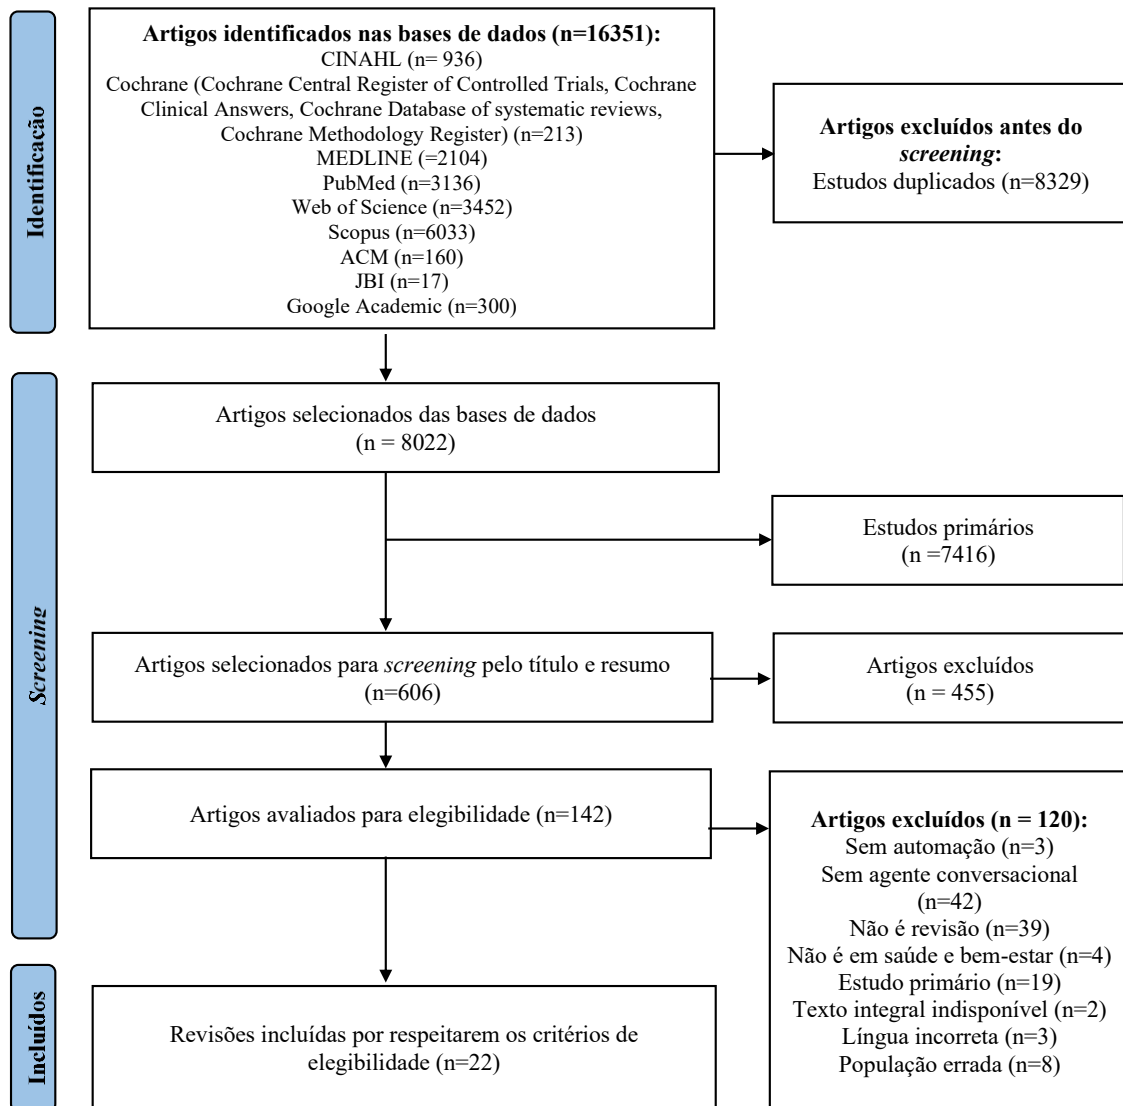 Identificação
Artigos identificados nas bases de dados (n=16351):
CINAHL (n= 936)
Cochrane (Cochrane Central Register of Controlled Trials, Cochrane
Clinical Answers, Cochrane Database of systematic reviews,
Cochrane Methodology Register) (n=213)
MEDLINE (=2104)
PubMed (n=3136)
Web of Science (n=3452)
Scopus (n=6033)
ACM (n=160)
JBI (n=17)
Google Academic (n=300)
Artigos excluídos antes do
screening:
Estudos duplicados (n=8329)
Screening
Artigos selecionados das bases de dados
(n = 8022)
Estudos primários
(n =7416)
Artigos selecionados para screening pelo título e resumo
(n=606)
Artigos excluídos
(n = 455)
Artigos avaliados para elegibilidade (n=142)
Artigos excluídos (n = 120):
Sem automação (n=3)
Sem agente conversacional
(n=42)
Não é revisão (n=39)
Não é em saúde e bem-estar (n=4)
Estudo primário (n=19)
Texto integral indisponível (n=2)
Língua incorreta (n=3)
População errada (n=8)
Incluídos
Revisões incluídas por respeitarem os critérios de
elegibilidade (n=22)